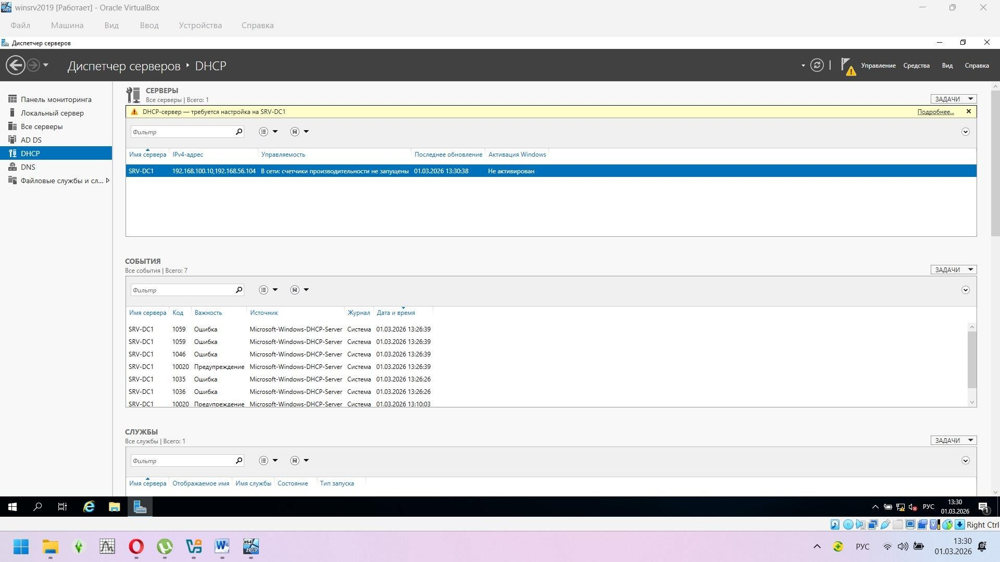 winsrv2019 [Работает] - Oracle VirtualBox
Файл Машина Вид Ввод Устройства Справка
Диспетчер серверов
Диспетчер серверов DHCP
Управление Средства Вид Справка
Панель мониторинга
Локальный сервер
Все серверы
AD DS
DHCP
DNS
Файловые службы и сл...
СЕРВЕРЫ
Все серверы | Всего: 1
ЗАДАЧИ
DHCP-сервер — требуется настройка на SRV-DC1
Подробнее...
Фильтр
Имя сервера IPv4-адрес Управляемость Последнее обновление Активация Windows
SRV-DC1 192.168.100.10,192.168.56.104 В сети: счетчики производительности не запущены 01.03.2026 13:30:38 Не активирован
СОБЫТИЯ
Все события | Всего: 7
ЗАДАЧИ
Фильтр
Имя сервера Код Важность Источник Журнал Дата и время
SRV-DC1 1059 Ошибка Microsoft-Windows-DHCP-Server Система 01.03.2026 13:26:39
SRV-DC1 1059 Ошибка Microsoft-Windows-DHCP-Server Система 01.03.2026 13:26:39
SRV-DC1 1046 Ошибка Microsoft-Windows-DHCP-Server Система 01.03.2026 13:26:39
SRV-DC1 10020 Предупреждение Microsoft-Windows-DHCP-Server Система 01.03.2026 13:26:39
SRV-DC1 1035 Ошибка Microsoft-Windows-DHCP-Server Система 01.03.2026 13:26:26
SRV-DC1 1036 Ошибка Microsoft-Windows-DHCP-Server Система 01.03.2026 13:26:26
SRV-DC1 10020 Предупреждение Microsoft-Windows-DHCP-Server Система 01.03.2026 13:10:03
СЛУЖБЫ
Все службы | Всего: 1
ЗАДАЧИ
Фильтр
Имя сервера Отображаемое имя Имя службы Состояние Тип запуска
РУС
13:30
01.03.2026
1
Right Ctrl
x64
2019
РУС
13:30
01.03.2026